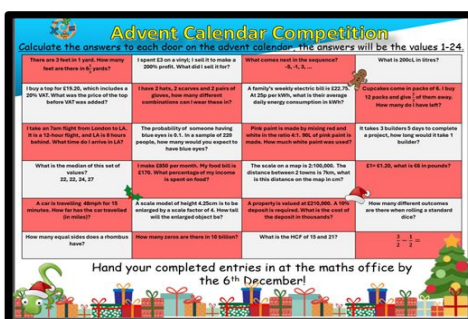 Advent Calendar Competition
Calculate the answers to each door on the advent calendar, the answers will be the values 1-24.
There are 3 feet in 1 yard. How many
feet are there in yards?
I spent £3 on a vinyl; I sell it to make a
200% profit. What did I sell it for?
What comes next in the sequence?
-5, -1, 3, ...
What is 200cL in litres?
I buy a top for £19.20, which includes a
20% VAT. What was the price of the top
before VAT was added?
I have 2 hats, 2 scarves and 2 pairs of
gloves, how many different
combinations can I wear these in?
A family's weekly electric bill is £22.75.
At 25p per kWh, what is their average
daily energy consumption in kWh?
Cupcakes come in packs of 6. I buy
12 packs and give of them away.
How many do I have left?
I take an 7am flight from London to LA.
It is a 12-hour flight, and LA is 8 hours
behind. What time do I arrive in LA?
The probability of someone having
blue eyes is 0.1. In a sample of 220
people, how many would you expect to
have blue eyes?
Pink paint is made by mixing red and
white in the ratio 4:1. 90L of pink paint is
made. How much white paint was used?
It takes 3 builders 5 days to complete
a project, how long would it take 1
builder?
What is the median of this set of
values?
22, 22, 24, 27
I make £850 per month. My food bill is
£170. What percentage of my income
is spent on food?
The scale on a map is 2:100,000. The
distance between 2 towns is 7km, what
is this distance on the map in cm?
£1= €1.20, what is €6 in pounds?
A car is travelling 48mph for 15
minutes. How far has the car travelled
(in miles)?
A scale model of height 4.25cm is to be
enlarged by a scale factor of 4. How tall
will the enlarged object be?
A property is valued at £210,000. A 10%
deposit is required. What is the cost of
the deposit in thousands?
How many different outcomes
are there when rolling a standard
dice?
How many equal sides does a rhombus
have?
How many zeros are there in 10 billion?
What is the HCF of 15 and 21?
3/2 − 1/2 =
Hand your completed entries in at the maths office by
the 6th December!